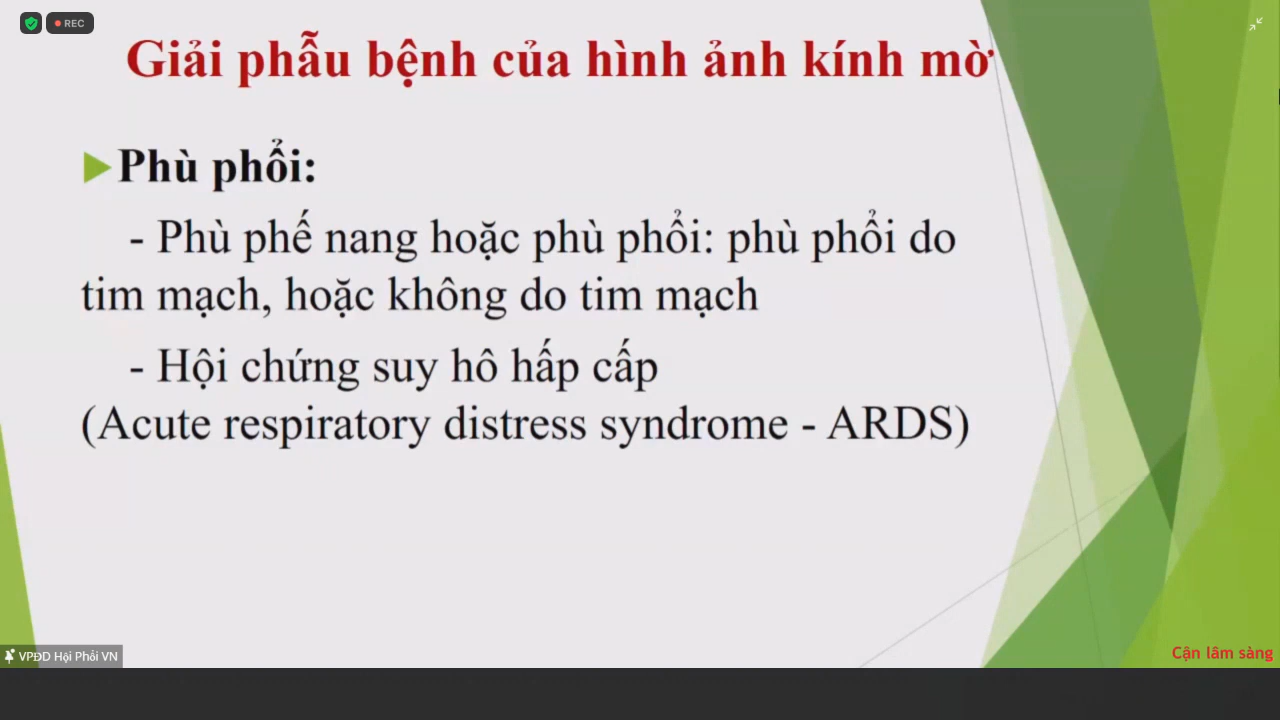 REC
Giải phẫu bệnh của hình ảnh kính mờ
Phù phổi:
- Phù phế nang hoặc phù phổi: phù phổi do
tim mạch, hoặc không do tim mạch
- Hội chứng suy hô hấp cấp
(Acute respiratory distress syndrome - ARDS)
VPĐD Hội Phổi VN
Cận lâm sàng